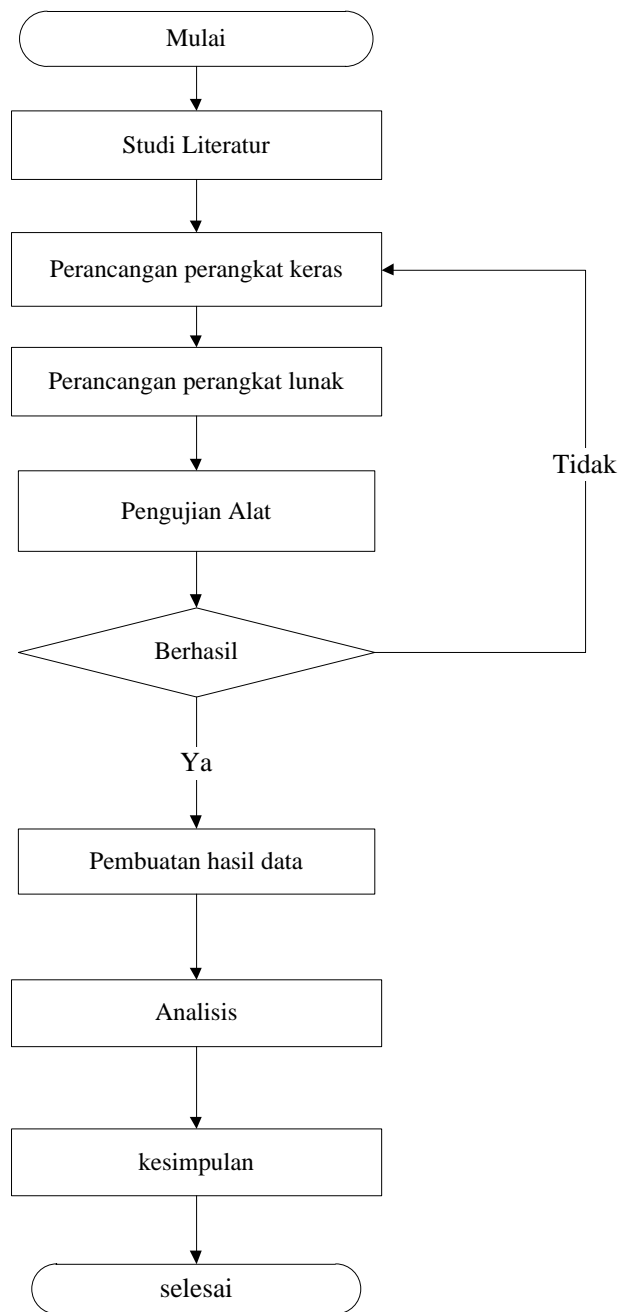 Mulai
Studi Literatur
Perancangan perangkat keras
Perancangan perangkat lunak
Tidak
Pengujian Alat
Berhasil
Ya
Pembuatan hasil data
Analisis
kesimpulan
selesai